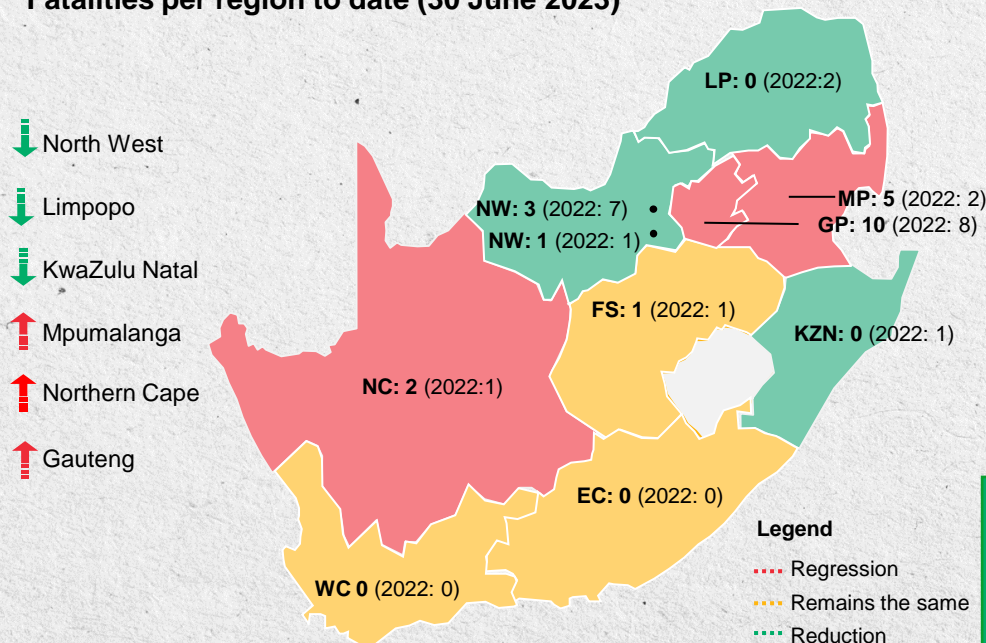 Fatalities per region to date (30 June 2023)
North West
Limpopo
KwaZulu Natal
Mpumalanga
Northern Cape
Gauteng
LP: 0 (2022:2)
MP: 5 (2022: 2)
GP: 10 (2022: 8)
NW: 3 (2022: 7)
NW: 1 (2022: 1)
FS: 1 (2022: 1)
KZN: 0 (2022: 1)
NC: 2 (2022:1)
EC: 0 (2022: 0)
WC 0 (2022: 0)
Legend
Regression
Remains the same
Reduction